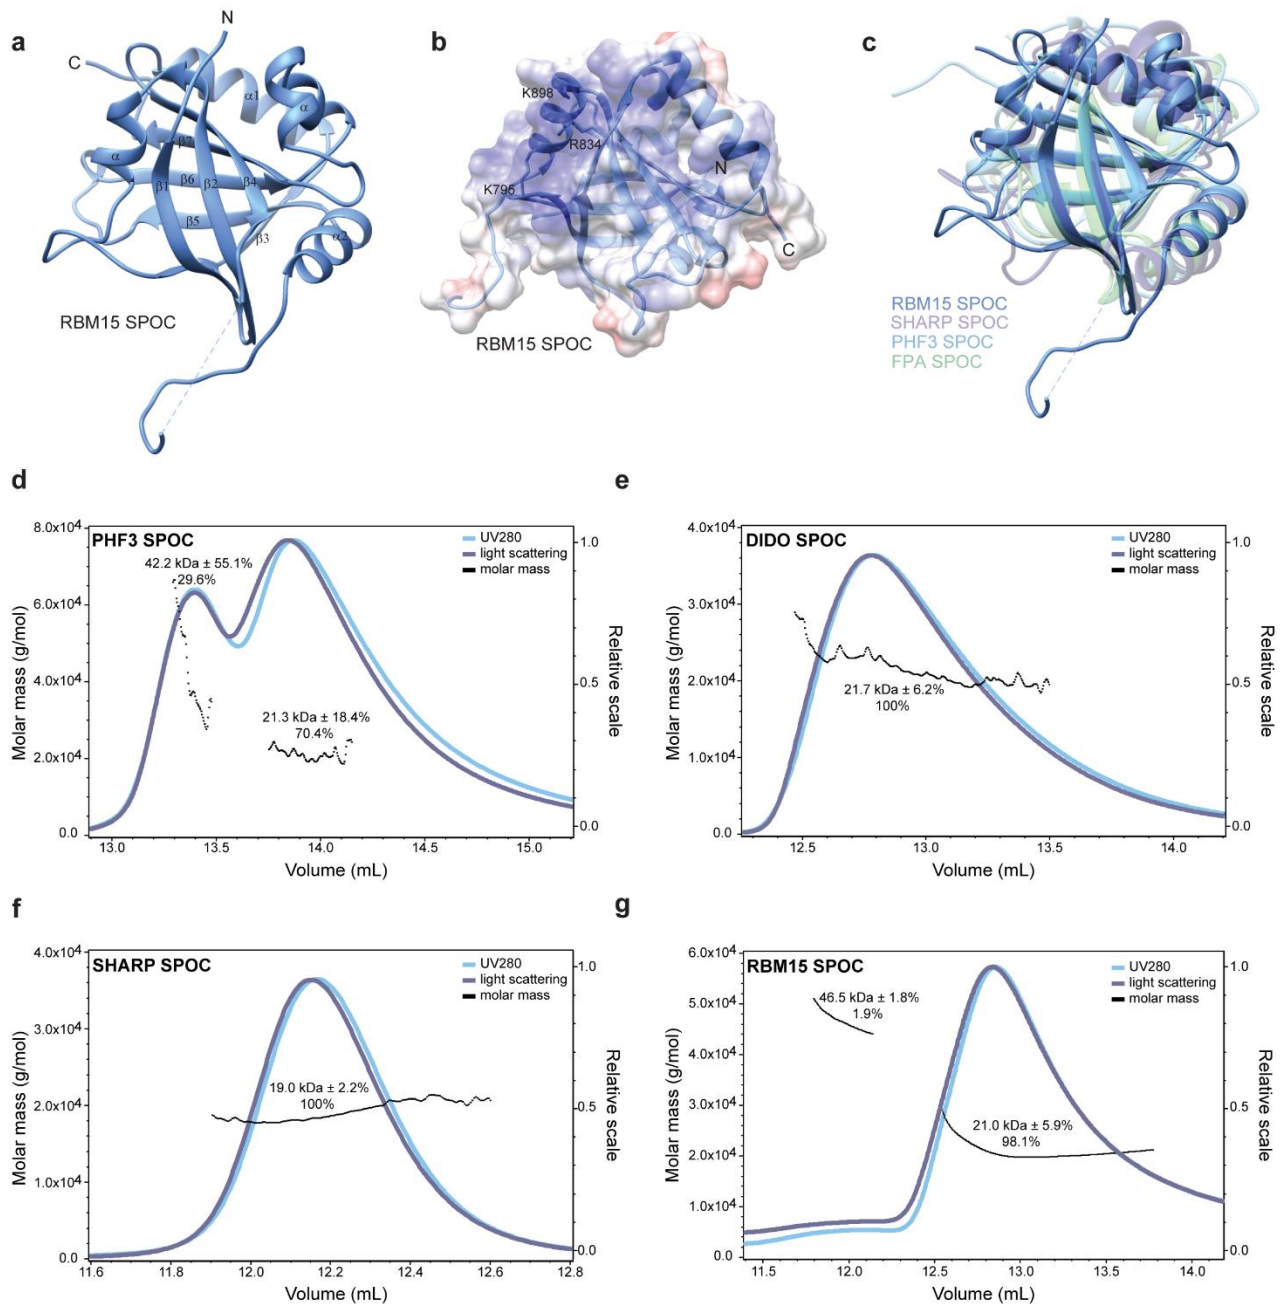 a
N
C
α1
α
α
β7
β6
β1
β2
β4
β5
β3
α2
RBM15 SPOC
b
K898
R834
K795
N
C
RBM15 SPOC
c
RBM15 SPOC
SHARP SPOC
PHF3 SPOC
FPA SPOC
d
PHF3 SPOC
UV280
light scattering
molar mass
42.2 kDa ± 55.1%
29.6%
21.3 kDa ± 18.4%
70.4%
8.0x10⁴
6.0x10⁴
4.0x10⁴
2.0x10⁴
0.0
Molar mass (g/mol)
1.0
0.5
0.0
Relative scale
13.0 13.5 14.0 14.5 15.0
Volume (mL)
e
DIDO SPOC
UV280
light scattering
molar mass
21.7 kDa ± 6.2%
100%
4.0x10⁴
3.0x10⁴
2.0x10⁴
1.0x10⁴
0.0
Molar mass (g/mol)
1.0
0.5
0.0
Relative scale
12.5 13.0 13.5 14.0
Volume (mL)
f
SHARP SPOC
UV280
light scattering
molar mass
19.0 kDa ± 2.2%
100%
4.0x10⁴
3.0x10⁴
2.0x10⁴
1.0x10⁴
0.0
Molar mass (g/mol)
1.0
0.5
0.0
Relative scale
11.6 11.8 12.0 12.2 12.4 12.6 12.8
Volume (mL)
g
RBM15 SPOC
UV280
light scattering
molar mass
46.5 kDa ± 1.8%
1.9%
21.0 kDa ± 5.9%
98.1%
6.0x10⁴
5.0x10⁴
4.0x10⁴
3.0x10⁴
2.0x10⁴
1.0x10⁴
0.0
Molar mass (g/mol)
1.0
0.5
0.0
Relative scale
11.5 12.0 12.5 13.0 13.5 14.0
Volume (mL)